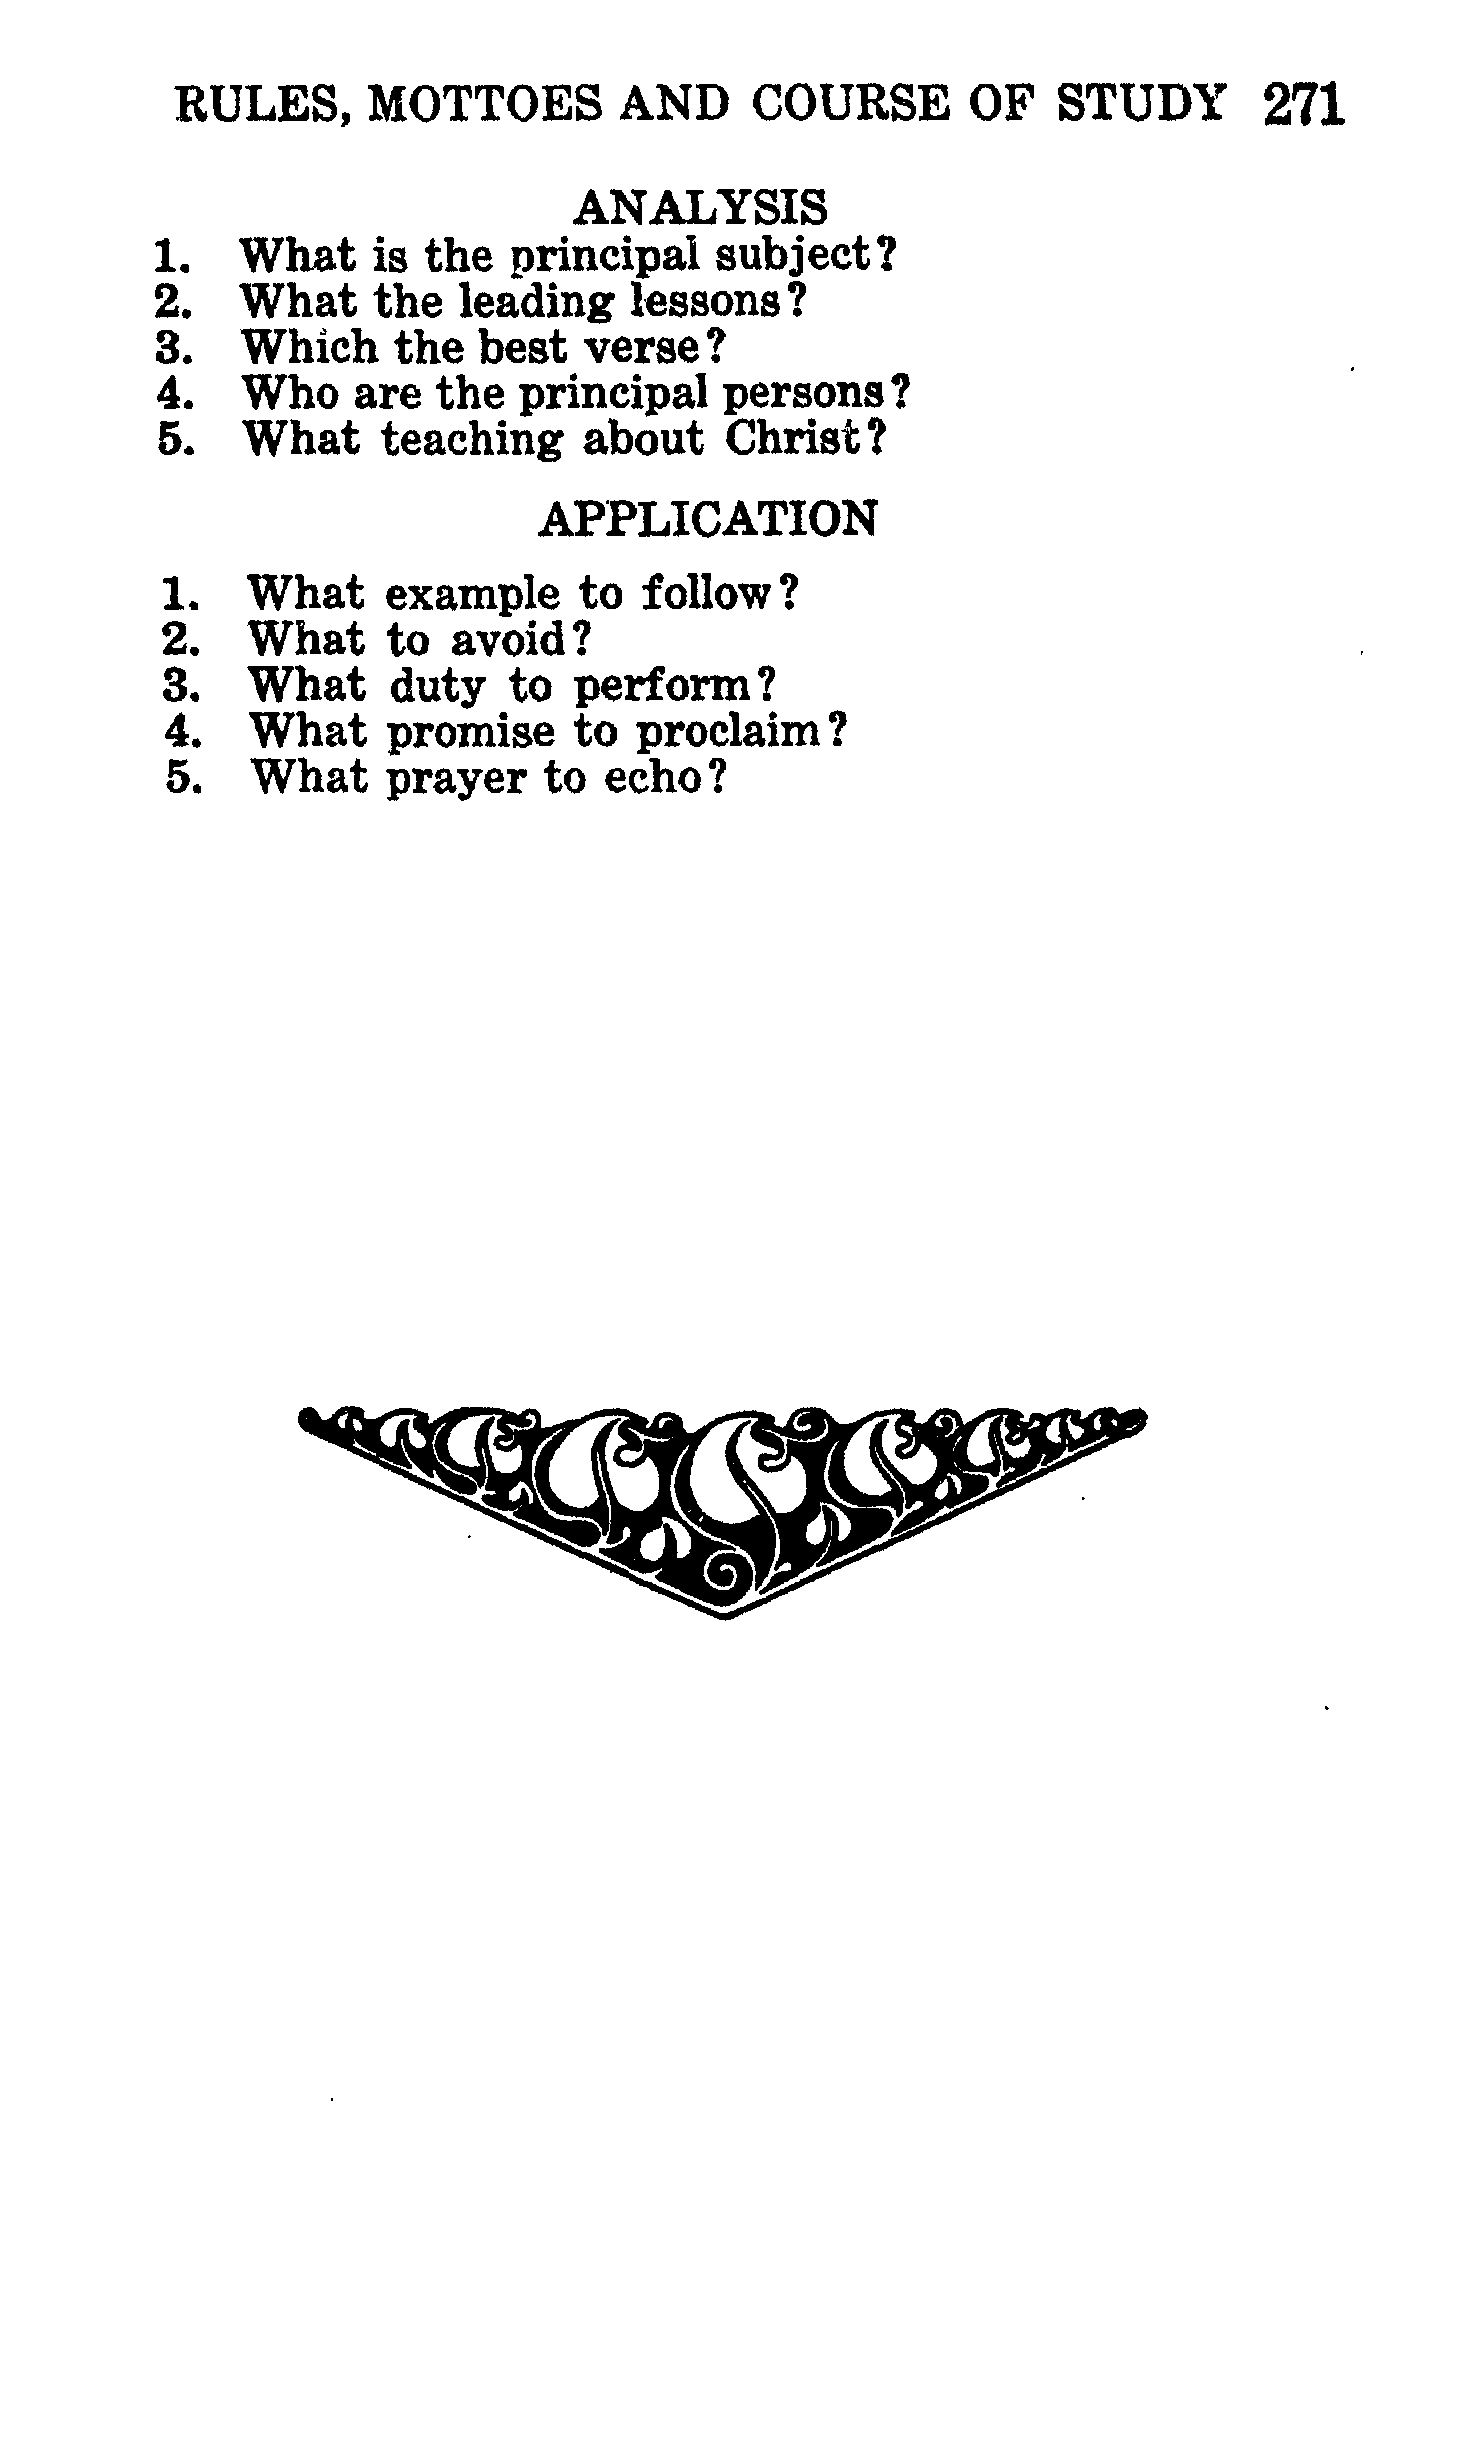 RULES, MOTTOES AND COURSE OF STUDY 271
ANALYSIS
1. What is the principal subject?
2. What the leading lessons?
3. Which the best verse?
4. Who are the principal persons?
5. What teaching about Christ?
APPLICATION
1. What example to follow?
2. What to avoid?
3. What duty to perform?
4. What promise to proclaim?
5. What prayer to echo?